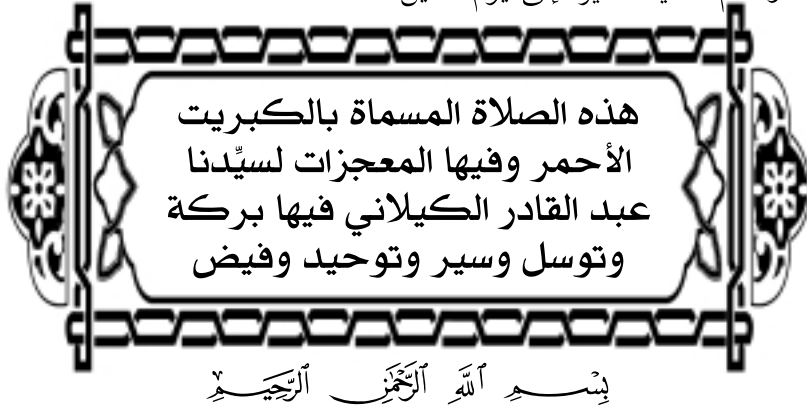 هذه الصلاة المسماة بالكبريت
الأحمر وفيها المعجزات لسيِّدنا
عبد القادر الكيلاني فيها بركة
وتوسل وسير وتوحيد وفيض
بِسْمِ ٱللَّهِ ٱلرَّحْمَٰنِ ٱلرَّحِيمِ